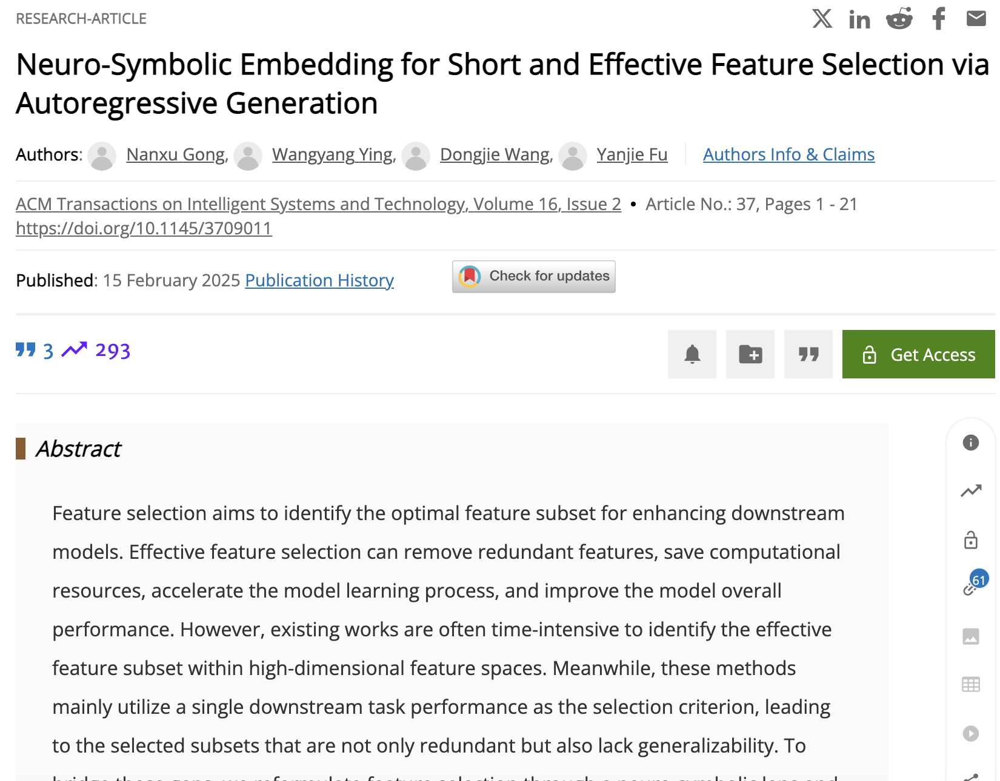 RESEARCH-ARTICLE
Neuro-Symbolic Embedding for Short and Effective Feature Selection via
Autoregressive Generation
Authors: Nanxu Gong, Wangyang Ying, Dongjie Wang, Yanjie Fu Authors Info & Claims
ACM Transactions on Intelligent Systems and Technology, Volume 16, Issue 2 • Article No.: 37, Pages 1 - 21
https://doi.org/10.1145/3709011
Published: 15 February 2025 Publication History Check for updates
3 293 Get Access
Abstract
Feature selection aims to identify the optimal feature subset for enhancing downstream
models. Effective feature selection can remove redundant features, save computational
resources, accelerate the model learning process, and improve the model overall
61
performance. However, existing works are often time-intensive to identify the effective
feature subset within high-dimensional feature spaces. Meanwhile, these methods
mainly utilize a single downstream task performance as the selection criterion, leading
to the selected subsets that are not only redundant but also lack generalizability. To